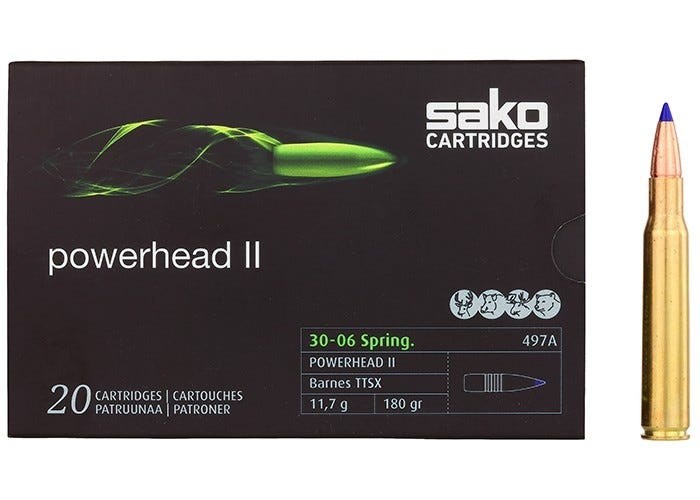 sako
CARTRIDGES
powerhead II
30-06 Spring. 497A
POWERHEAD II
Barnes TTSX
11,7 g 180 gr
20 CARTRIDGES | CARTOUCHES
PATRUUNAA | PATRONER